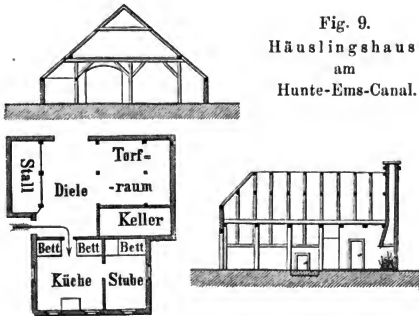 Fig. 9.
Häuslingshaus
am
Hunte-Ems-Canal.
Stall
Diele
Torf=
=raum
Keller
Bett Bett Bett
Küche Stube